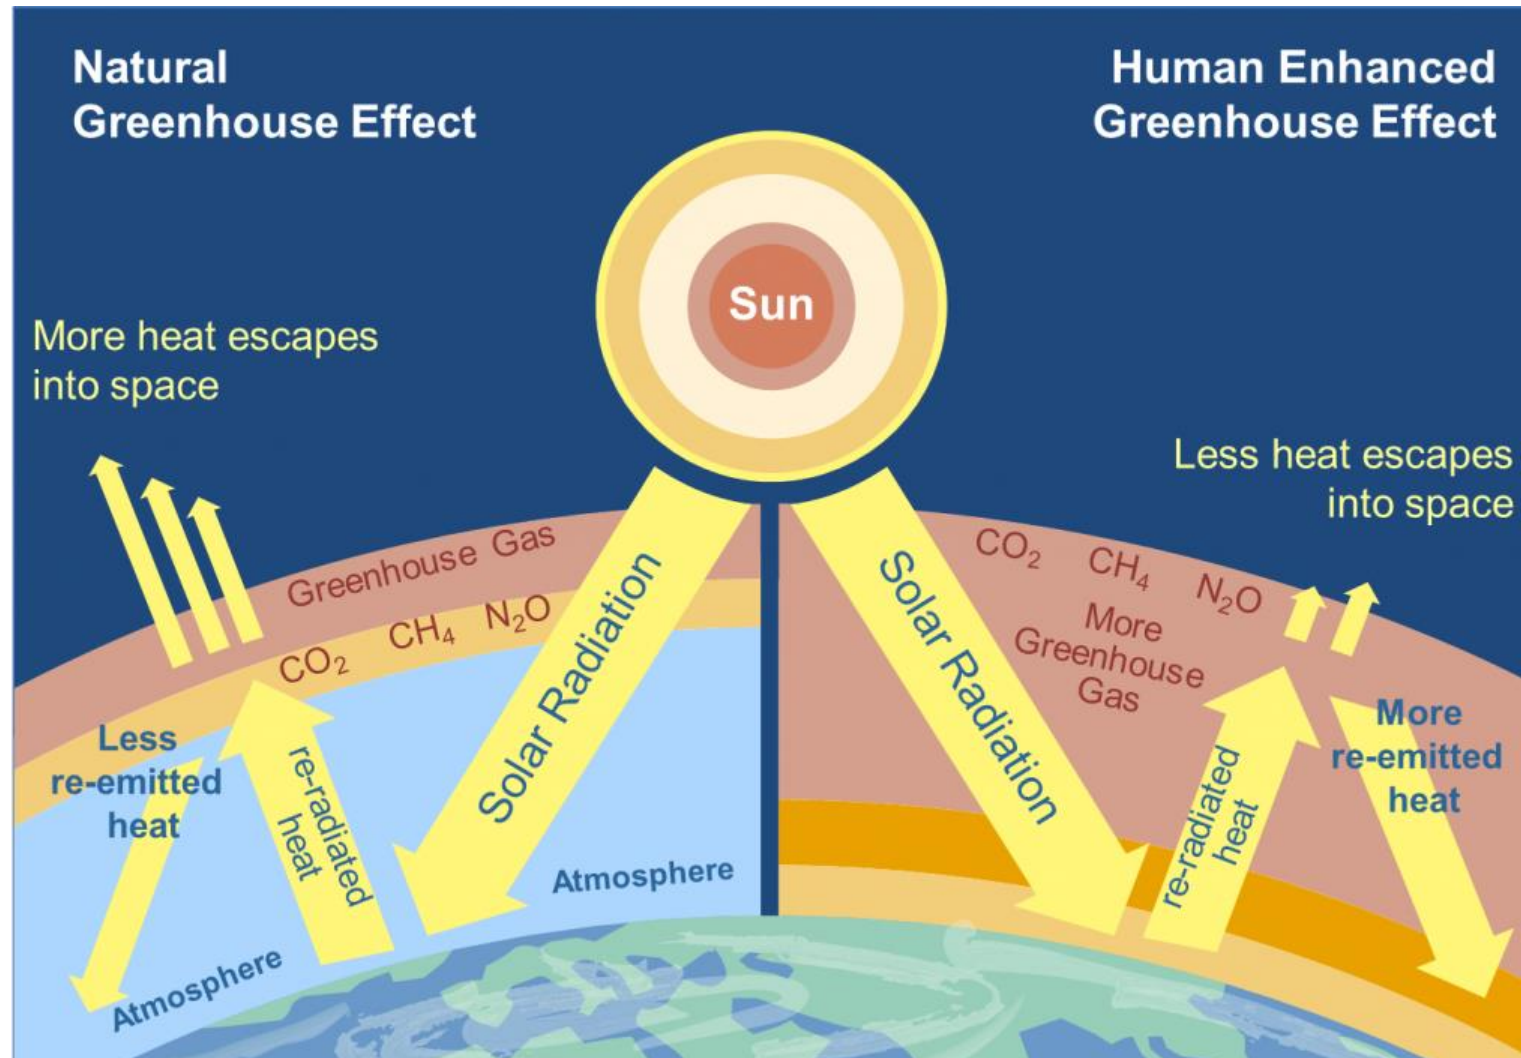 Natural
Greenhouse Effect
Human Enhanced
Greenhouse Effect
Sun
More heat escapes
into space
Less heat escapes
into space
Greenhouse Gas
CO₂ CH₄ N₂O
Solar Radiation
Less
re-emitted
heat
re-radiated
heat
Atmosphere
Atmosphere
Solar Radiation
CO₂ CH₄ N₂O
More
Greenhouse
Gas
re-radiated
heat
More
re-emitted
heat